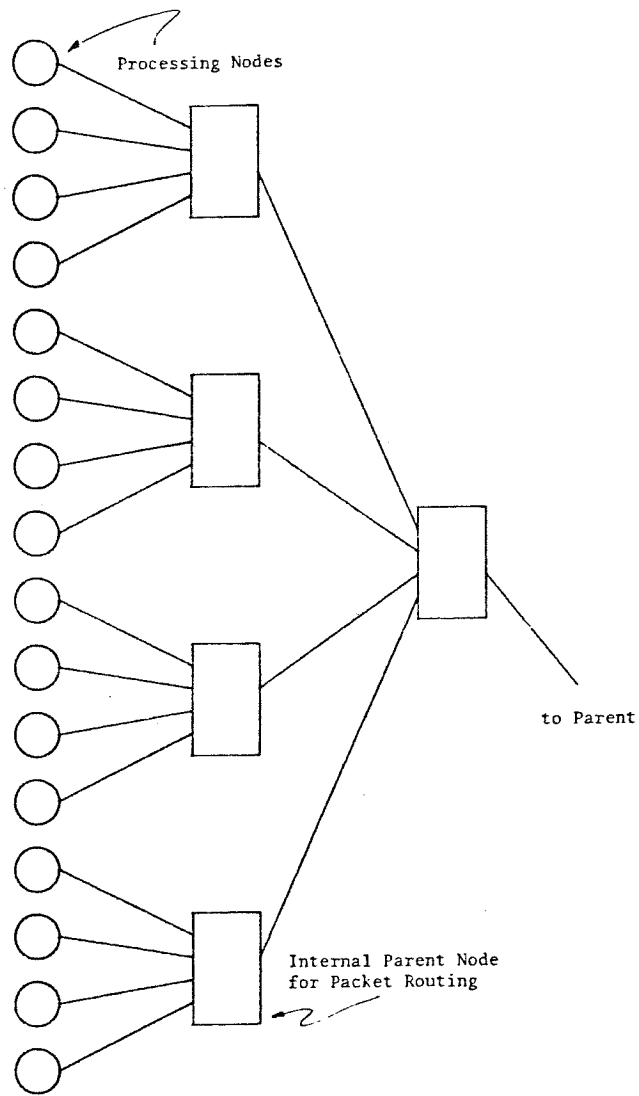 Processing Nodes
to Parent
Internal Parent Node
for Packet Routing